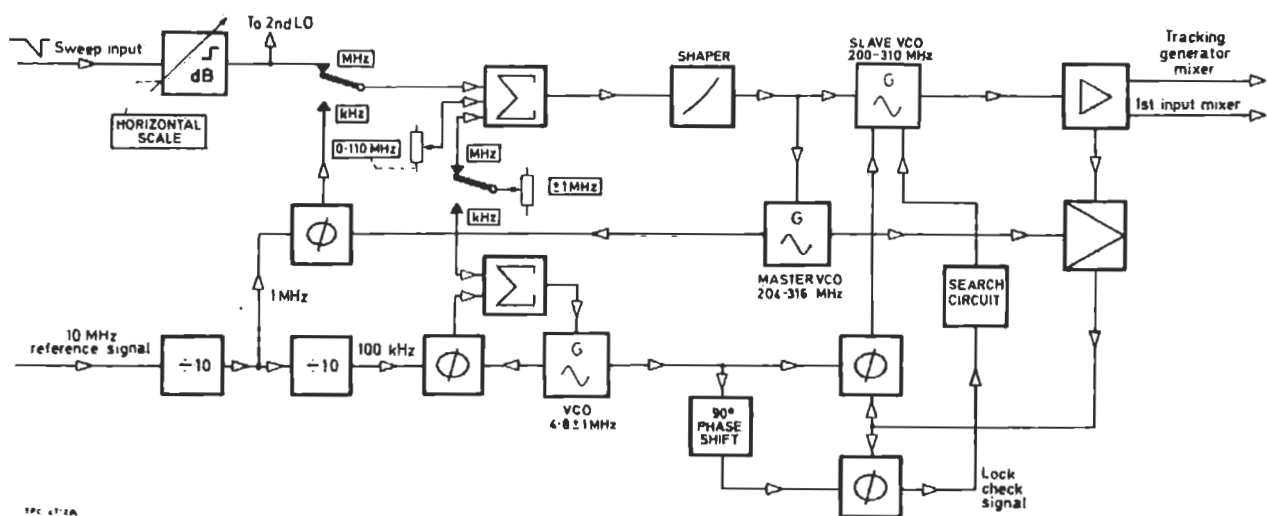 To 2nd LO
Sweep input
dB
MHz
kHz
HORIZONTAL
SCALE
0-110 MHz
Σ
MHz
kHz
±1MHz
SHAPER
SLAVE VCO
200-310 MHz
G
Tracking
generator
mixer
1st input mixer
ϕ
1 MHz
Σ
G
MASTER VCO
204-316 MHz
SEARCH
CIRCUIT
10 MHz
reference signal
÷10
÷10
100 kHz
ϕ
G
VCO
4·8±1MHz
90°
PHASE
SHIFT
ϕ
ϕ
Lock
check
signal